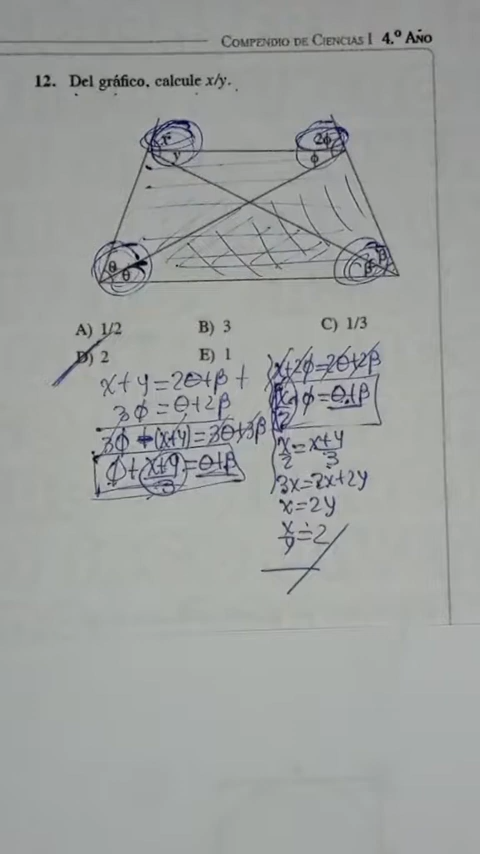 COMPENDIO DE CIENCIAS I 4.º AÑO
12. Del gráfico, calcule x/y.
x
2ϕ
y
ϕ
θ
θ
β
β
A) 1/2
B) 3
C) 1/3
D) 2
E) 1
x+y=2θ+β +
3ϕ=θ+2β
3ϕ+(x+y)=3θ+3β
ϕ+(x+y)/3=θ+β
x+2ϕ=2θ+2β
x/2+ϕ=θ+β
x/2=x+y/3
3x=2x+2y
x=2y
x/y=2